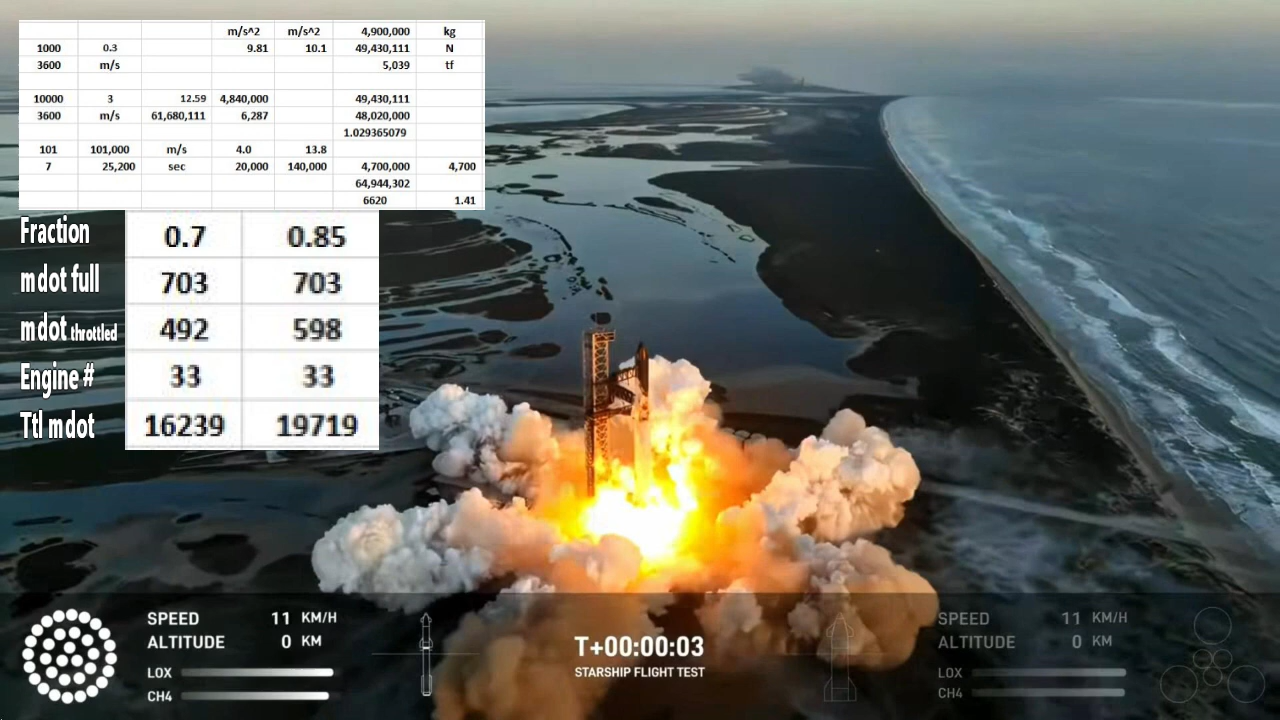 m/s^2 m/s^2 4,900,000 kg
1000 0.3 9.81 10.1 49,430,111 N
3600 m/s 5,039 tf
10000 3 12.59 4,840,000 49,430,111
3600 m/s 61,680,111 6,287 48,020,000
1.029365079
101 101,000 m/s 4.0 13.8
7 25,200 sec 20,000 140,000 4,700,000 4,700
64,944,302
6620 1.41
Fraction 0.7 0.85
mdot full 703 703
mdot throttled 492 598
Engine # 33 33
Ttl mdot 16239 19719
SPEED 11 KM/H
ALTITUDE 0 KM
LOX
CH4
T+00:00:03
STARSHIP FLIGHT TEST
SPEED 11 KM/H
ALTITUDE 0 KM
LOX
CH4